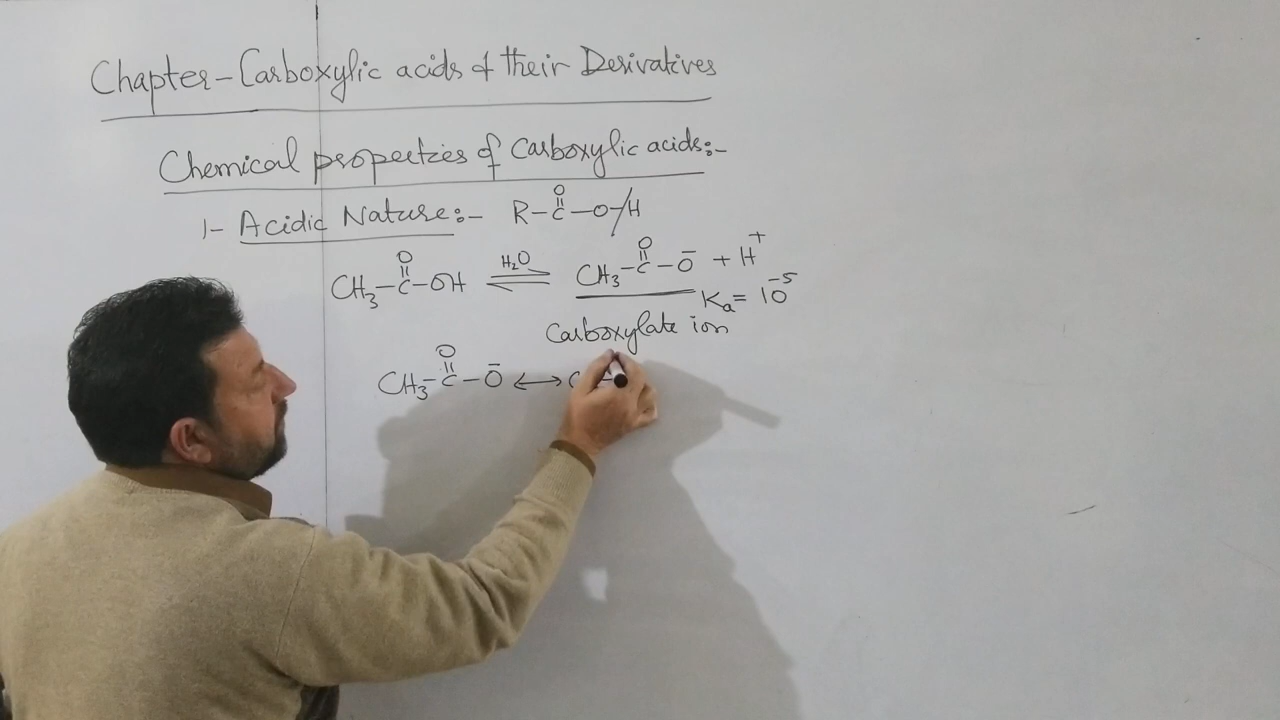 Chapter-Carboxylic acids & their Derivatives
Chemical properties of Carboxylic acids:-
1- Acidic Nature:- R-C(=O)-O-/H
CH₃-C(=O)-OH ⇌ (H₂O) CH₃-C(=O)-O⁻ + H⁺
Ka = 10⁻⁵
Carboxylate ion
CH₃-C(=O)-O⁻ ↔ C